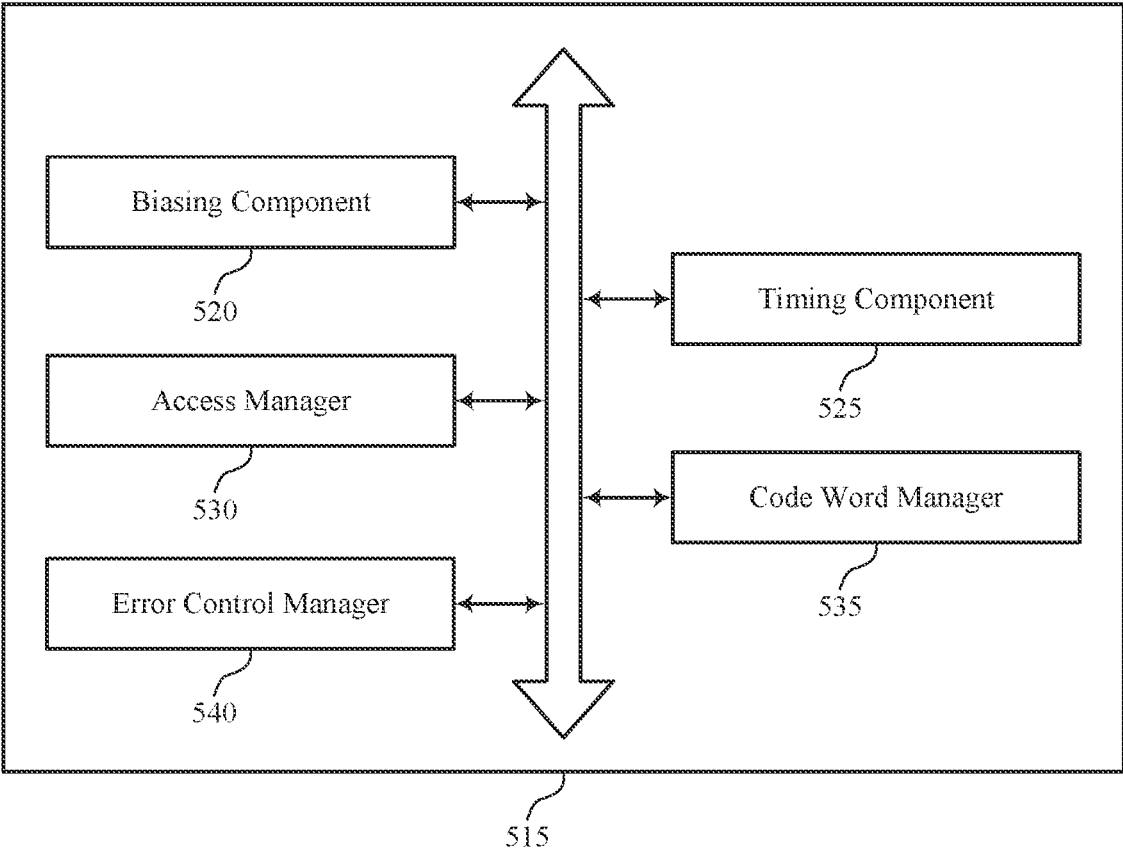 Biasing Component
520
Timing Component
525
Access Manager
530
Code Word Manager
535
Error Control Manager
540
515